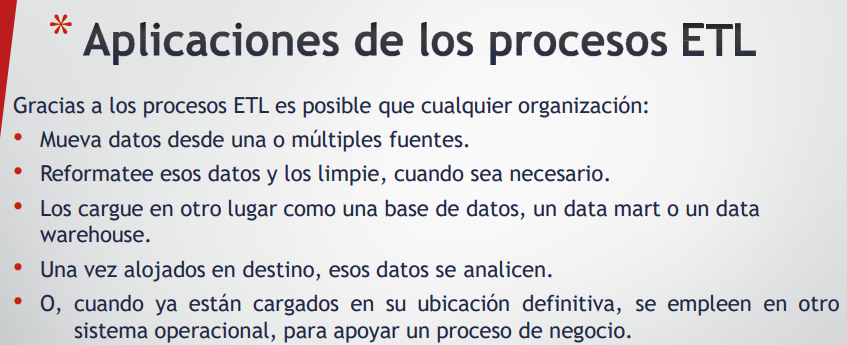 * Aplicaciones de los procesos ETL
Gracias a los procesos ETL es posible que cualquier organización:
• Mueva datos desde una o múltiples fuentes.
• Reformatee esos datos y los limpie, cuando sea necesario.
• Los cargue en otro lugar como una base de datos, un data mart o un data
warehouse.
• Una vez alojados en destino, esos datos se analicen.
• O, cuando ya están cargados en su ubicación definitiva, se empleen en otro
sistema operacional, para apoyar un proceso de negocio.